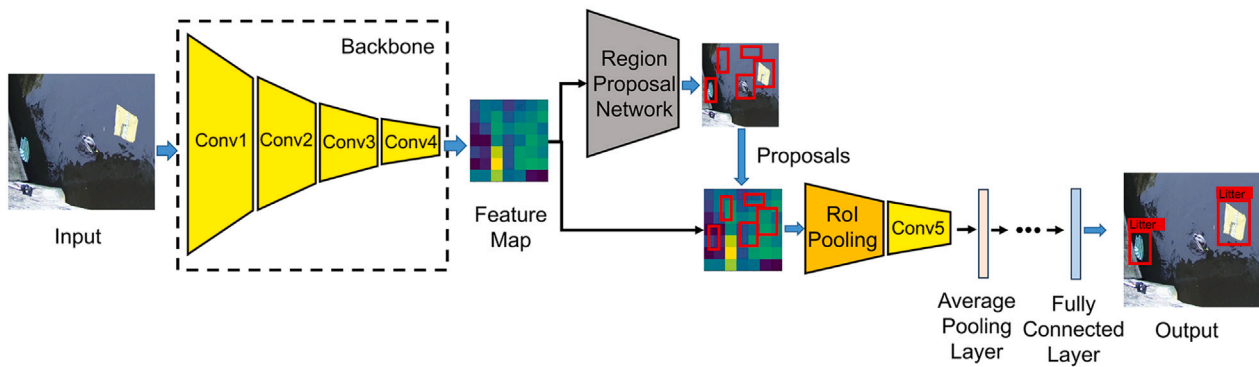 Backbone
Conv1
Conv2
Conv3
Conv4
Input
Feature
Map
Region
Proposal
Network
Proposals
RoI
Pooling
Conv5
Average
Pooling
Layer
Fully
Connected
Layer
Litter
Litter
Output